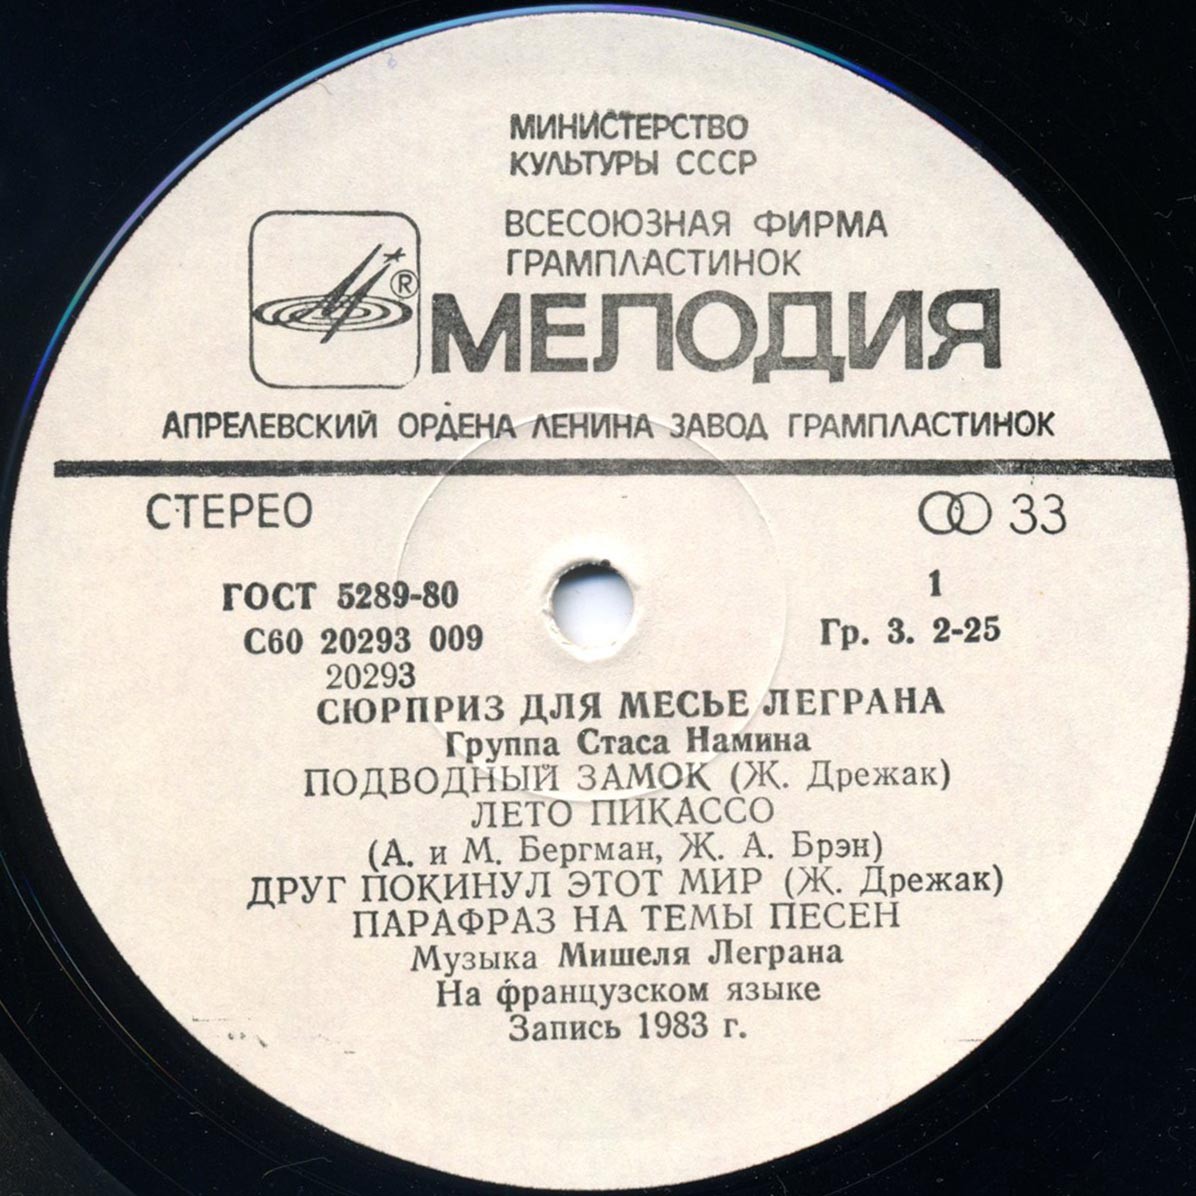 МИНИСТЕРСТВО
КУЛЬТУРЫ СССР
ВСЕСОЮЗНАЯ ФИРМА
ГРАМПЛАСТИНОК
®
МЕЛОДИЯ
АПРЕЛЕВСКИЙ ОРДЕНА ЛЕНИНА ЗАВОД ГРАМПЛАСТИНОК
СТЕРЕО
33
ГОСТ 5289-80
1
С60 20293 009
Гр. 3. 2-25
20293
СЮРПРИЗ ДЛЯ МЕСЬЕ ЛЕГРАНА
Группа Стаса Намина
ПОДВОДНЫЙ ЗАМОК (Ж. Дрежак)
ЛЕТО ПИКАССО
(А. и М. Бергман, Ж. А. Брэн)
ДРУГ ПОКИНУЛ ЭТОТ МИР (Ж. Дрежак)
ПАРАФРАЗ НА ТЕМЫ ПЕСЕН
Музыка Мишеля Леграна
На французском языке
Запись 1983 г.